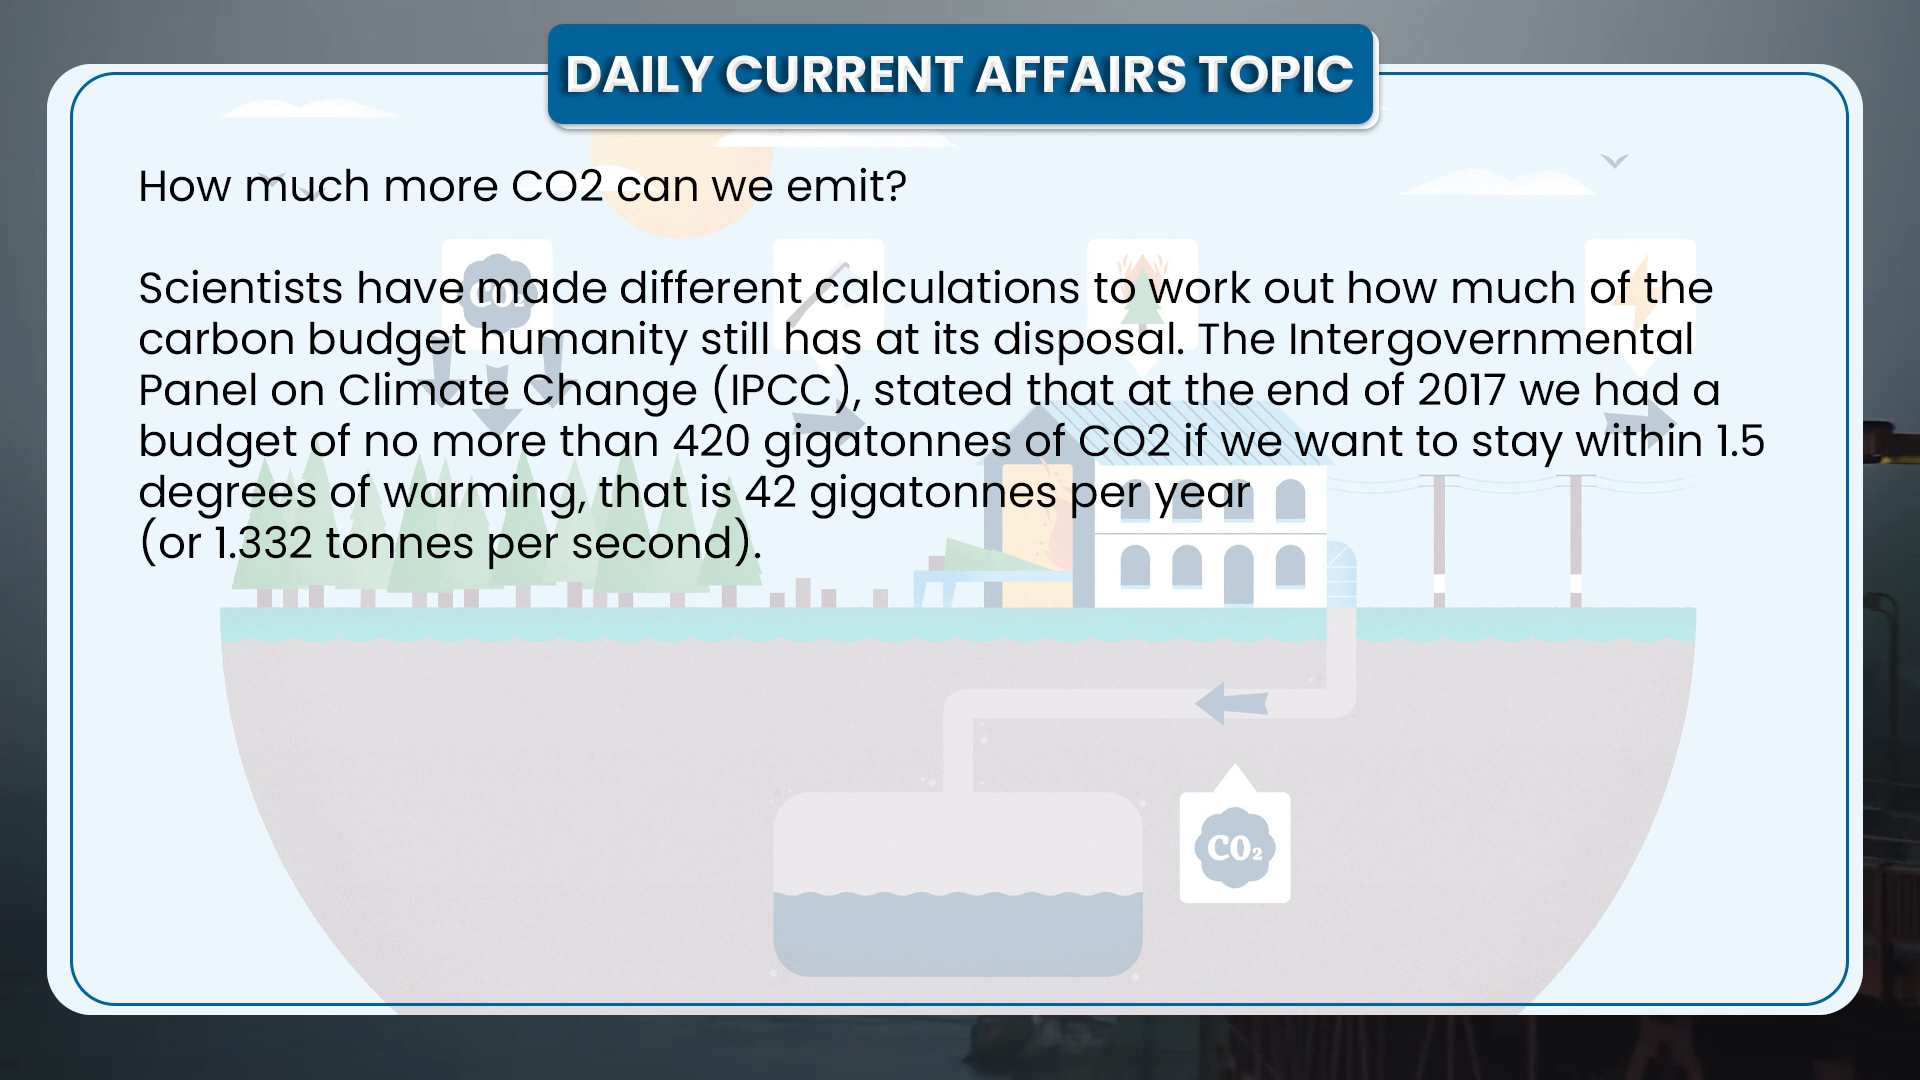 DAILY CURRENT AFFAIRS TOPIC
How much more CO2 can we emit?
Scientists have made different calculations to work out how much of the
carbon budget humanity still has at its disposal. The Intergovernmental
Panel on Climate Change (IPCC), stated that at the end of 2017 we had a
budget of no more than 420 gigatonnes of CO2 if we want to stay within 1.5
degrees of warming, that is 42 gigatonnes per year
(or 1.332 tonnes per second).
CO₂
CO₂